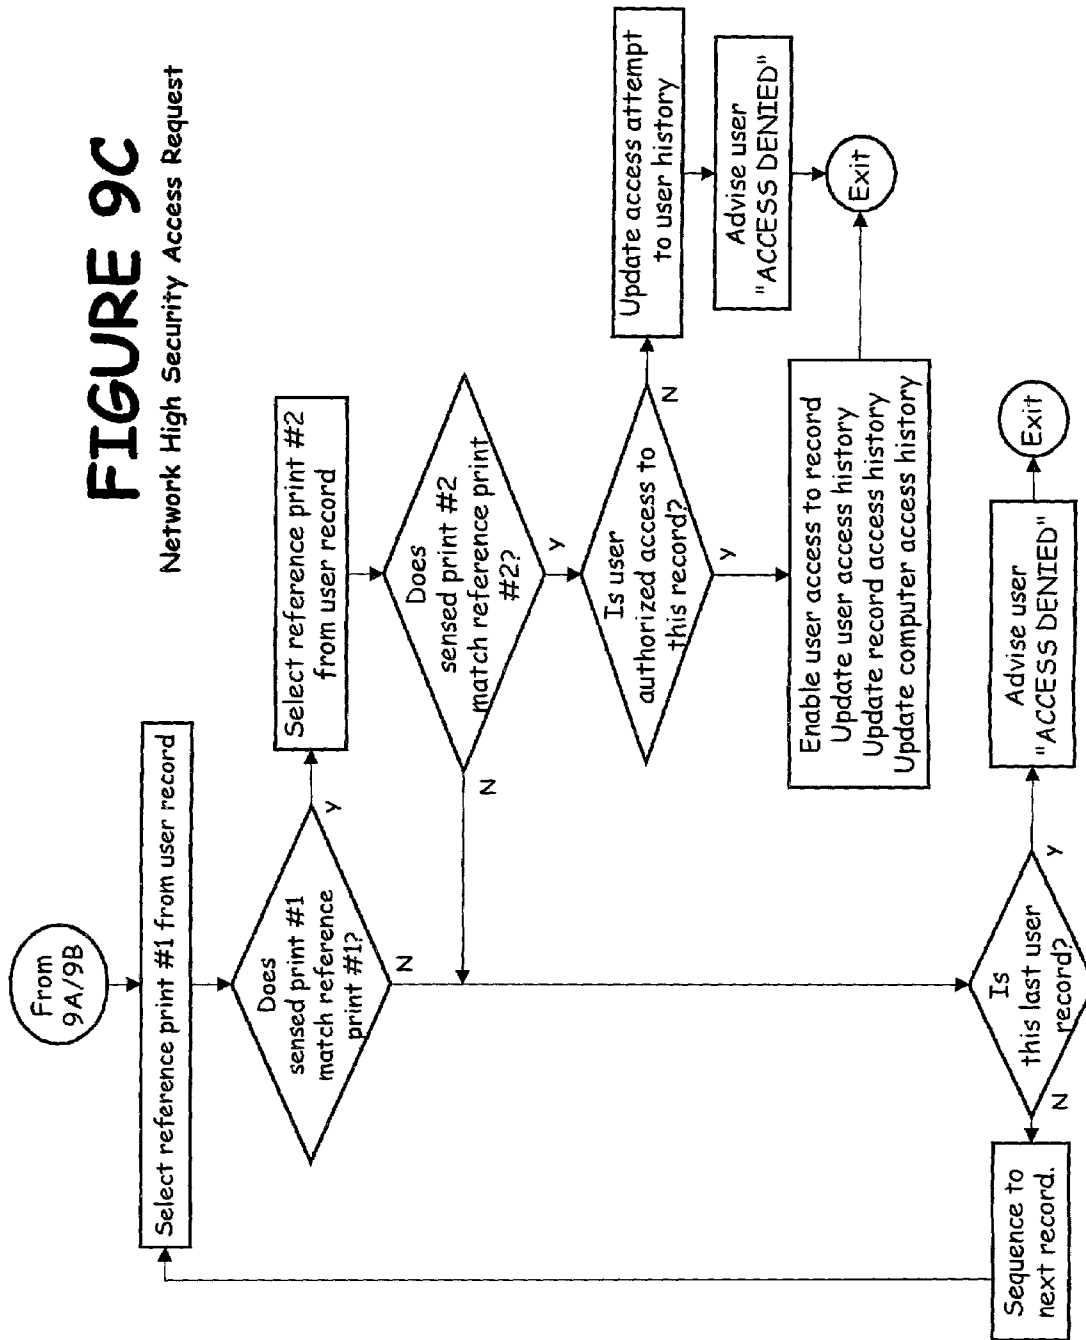 FIGURE 9C
Network High Security Access Request
From
9A/9B
Select reference print #1 from user record
Does
sensed print #1
match reference
print #1?
Y
N
Select reference print #2
from user record
Does
sensed print #2
match reference print
#2?
N
Y
Is user
authorized access to
this record?
N
Y
Update access attempt
to user history
Advise user
"ACCESS DENIED"
Exit
Enable user access to record
Update user access history
Update record access history
Update computer access history
Is
this last user
record?
N
Y
Sequence to
next record.
Advise user
"ACCESS DENIED"
Exit